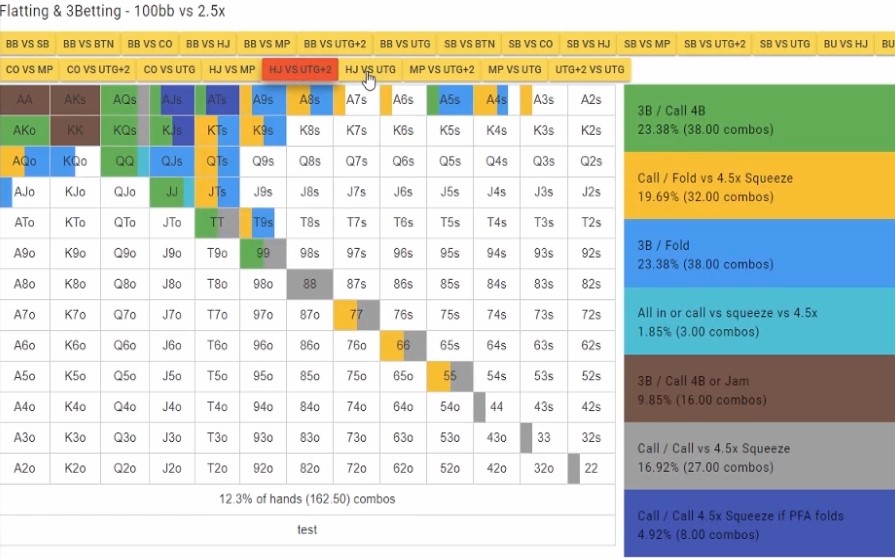 Flatting & 3Betting - 100bb vs 2.5x
BB VS SB BB VS BTN BB VS CO BB VS HJ BB VS MP BB VS UTG+2 BB VS UTG SB VS BTN SB VS CO SB VS HJ SB VS MP SB VS UTG+2 SB VS UTG BU VS HJ BU
CO VS MP CO VS UTG+2 CO VS UTG HJ VS MP HJ VS UTG+2 HJ VS UTG MP VS UTG+2 MP VS UTG UTG+2 VS UTG
AA AKs AQs AJs ATs A9s A8s A7s A6s A5s A4s A3s A2s
AKo KK KQs KJs KTs K9s K8s K7s K6s K5s K4s K3s K2s
AQo KQo QQ QJs QTs Q9s Q8s Q7s Q6s Q5s Q4s Q3s Q2s
AJo KJo QJo JJ JTs J9s J8s J7s J6s J5s J4s J3s J2s
ATo KTo QTo JTo TT T9s T8s T7s T6s T5s T4s T3s T2s
A9o K9o Q9o J9o T9o 99 98s 97s 96s 95s 94s 93s 92s
A8o K8o Q8o J8o T8o 98o 88 87s 86s 85s 84s 83s 82s
A7o K7o Q7o J7o T7o 97o 87o 77 76s 75s 74s 73s 72s
A6o K6o Q6o J6o T6o 96o 86o 76o 66 65s 64s 63s 62s
A5o K5o Q5o J5o T5o 95o 85o 75o 65o 55 54s 53s 52s
A4o K4o Q4o J4o T4o 94o 84o 74o 64o 54o 44 43s 42s
A3o K3o Q3o J3o T3o 93o 83o 73o 63o 53o 43o 33 32s
A2o K2o Q2o J2o T2o 92o 82o 72o 62o 52o 42o 32o 22
12.3% of hands (162.50) combos
test
3B / Call 4B
23.38% (38.00 combos)
Call / Fold vs 4.5x Squeeze
19.69% (32.00 combos)
3B / Fold
23.38% (38.00 combos)
All in or call vs squeeze vs 4.5x
1.85% (3.00 combos)
3B / Call 4B or Jam
9.85% (16.00 combos)
Call / Call vs 4.5x Squeeze
16.92% (27.00 combos)
Call / Call 4.5x Squeeze if PFA folds
4.92% (8.00 combos)